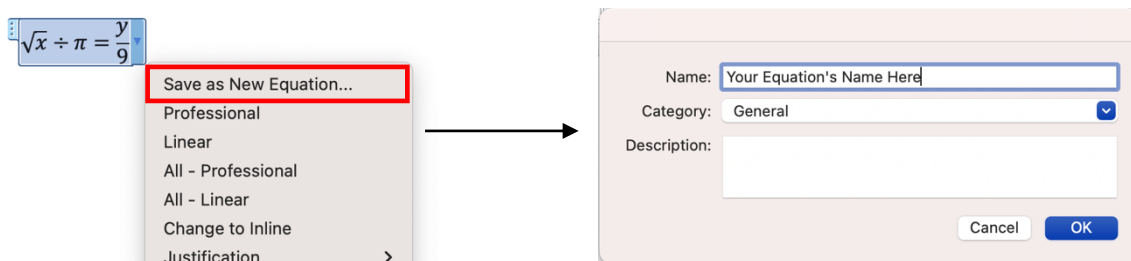 √x ÷ π = y/9
Save as New Equation...
Professional
Linear
All - Professional
All - Linear
Change to Inline
Justification
Name: Your Equation's Name Here
Category: General
Description:
Cancel OK